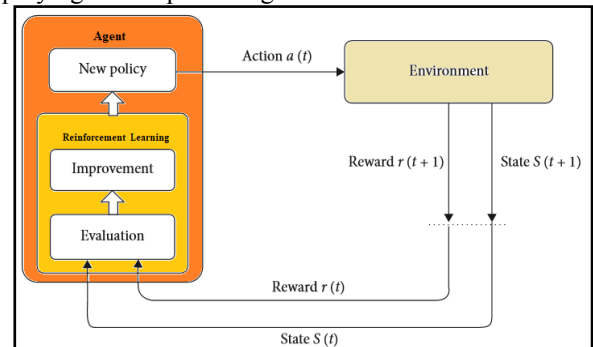 Agent
New policy
Action a (t)
Environment
Reinforcement Learning
Improvement
Evaluation
Reward r (t + 1)
State S (t + 1)
Reward r (t)
State S (t)